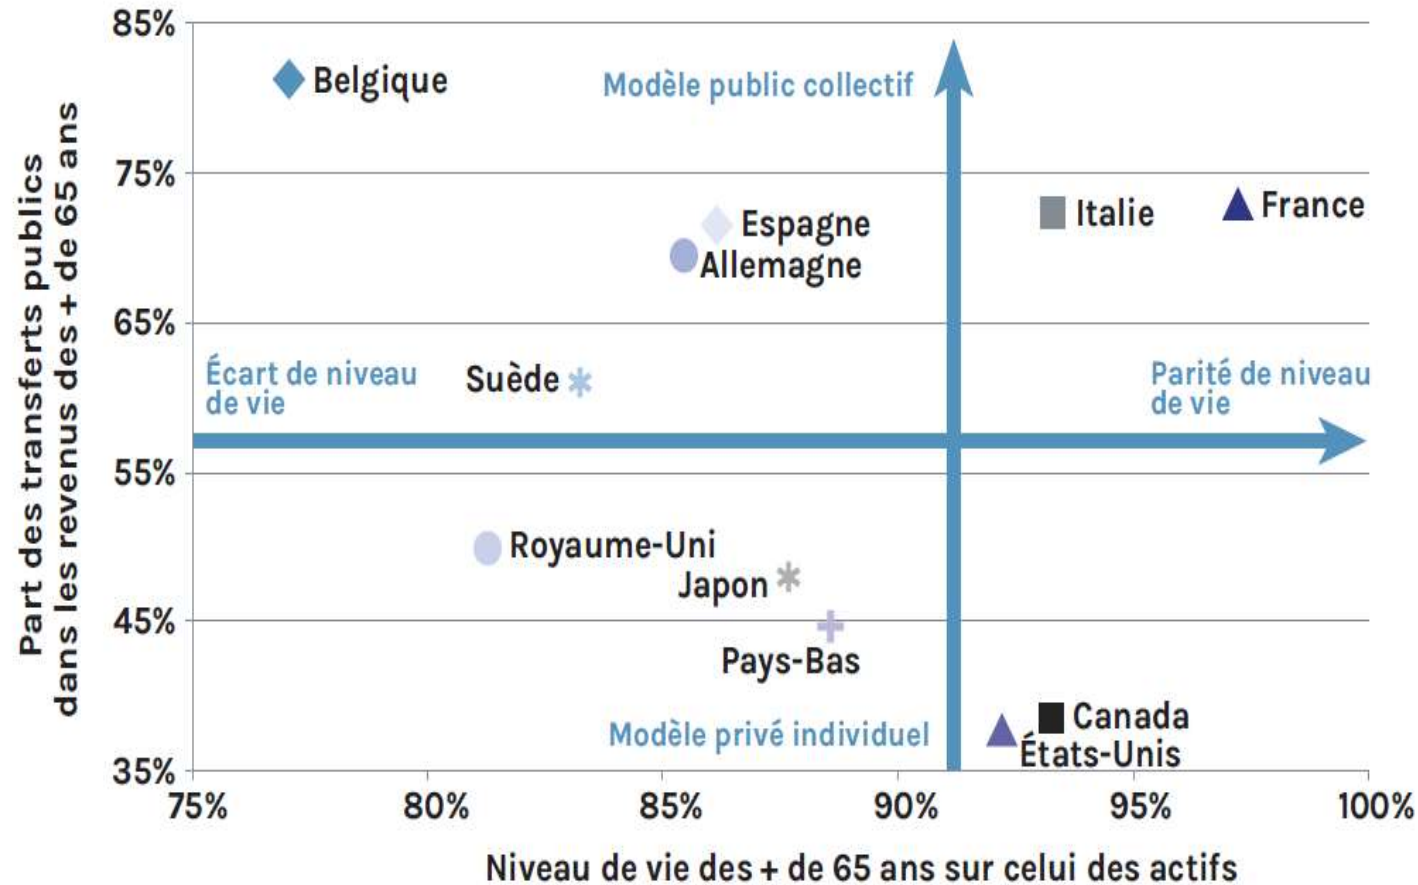 Part des transferts publics
dans les revenus des + de 65 ans
85%
75%
65%
55%
45%
35%
Belgique
Modèle public collectif
Espagne
Allemagne
Italie
France
Écart de niveau
de vie
Suède
Parité de niveau
de vie
Royaume-Uni
Japon
Pays-Bas
Modèle privé individuel
Canada
États-Unis
75%
80%
85%
90%
95%
100%
Niveau de vie des + de 65 ans sur celui des actifs